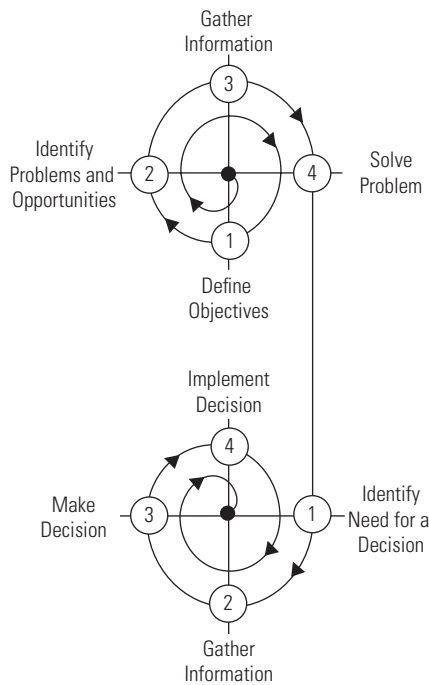 Gather
Information
3
Identify
Problems and
Opportunities
2
4
Solve
Problem
1
Define
Objectives
Implement
Decision
4
Make
Decision
3
1
Identify
Need for a
Decision
2
Gather
Information